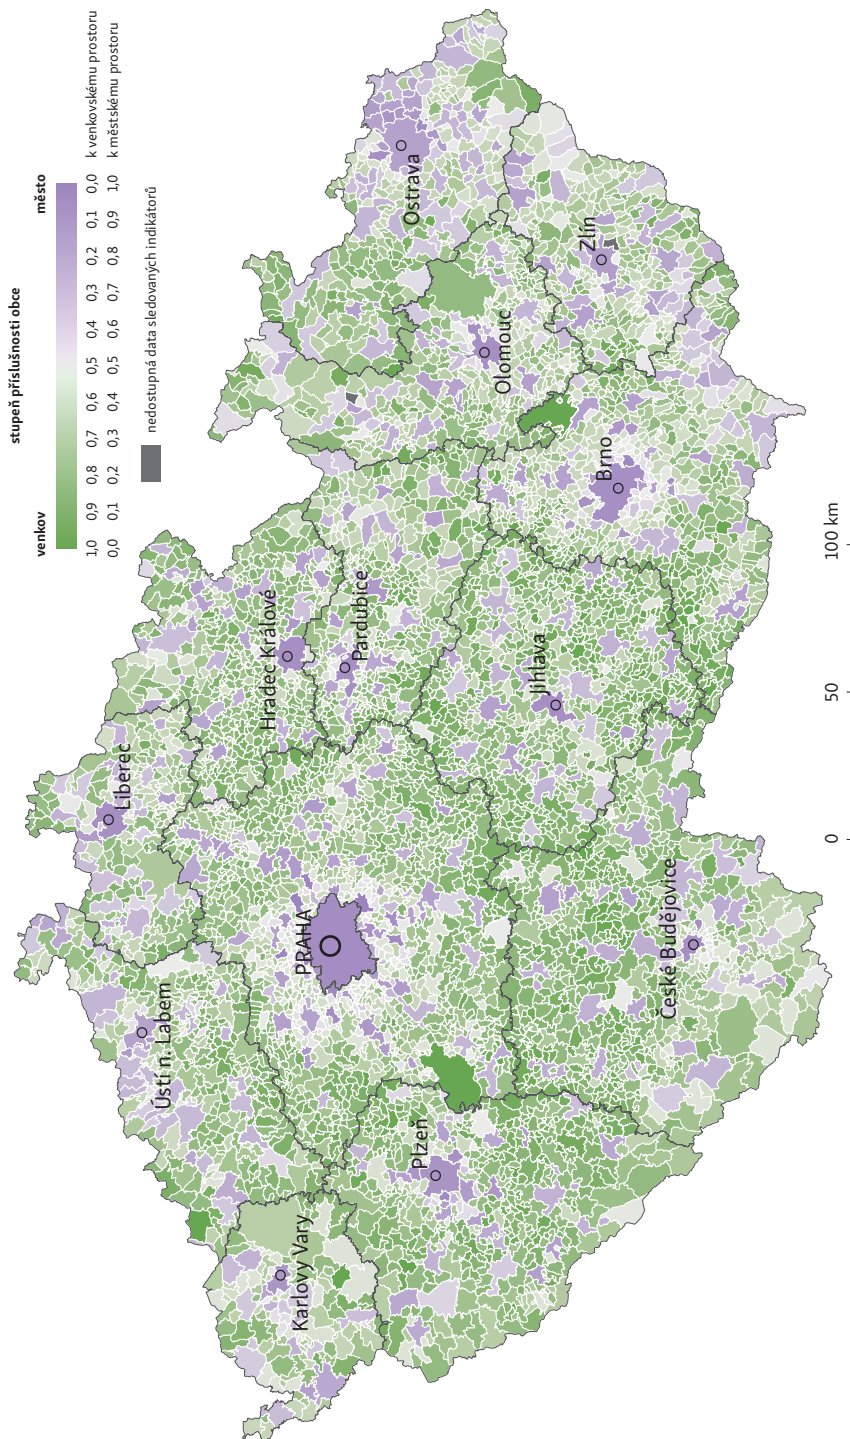 stupeň příslušnosti obce
venkov
město
1,0 0,9 0,8 0,7 0,6 0,5 0,4 0,3 0,2 0,1 0,0 k venkovskému prostoru
0,0 0,1 0,2 0,3 0,4 0,5 0,6 0,7 0,8 0,9 1,0 k městskému prostoru
nedostupná data sledovaných indikátorů
Liberec
Ústí n. Labem
Karlovy Vary
Hradec Králové
PRAHA
Pardubice
Ostrava
Plzeň
Olomouc
Jihlava
Zlín
Brno
České Budějovice
0 50 100 km